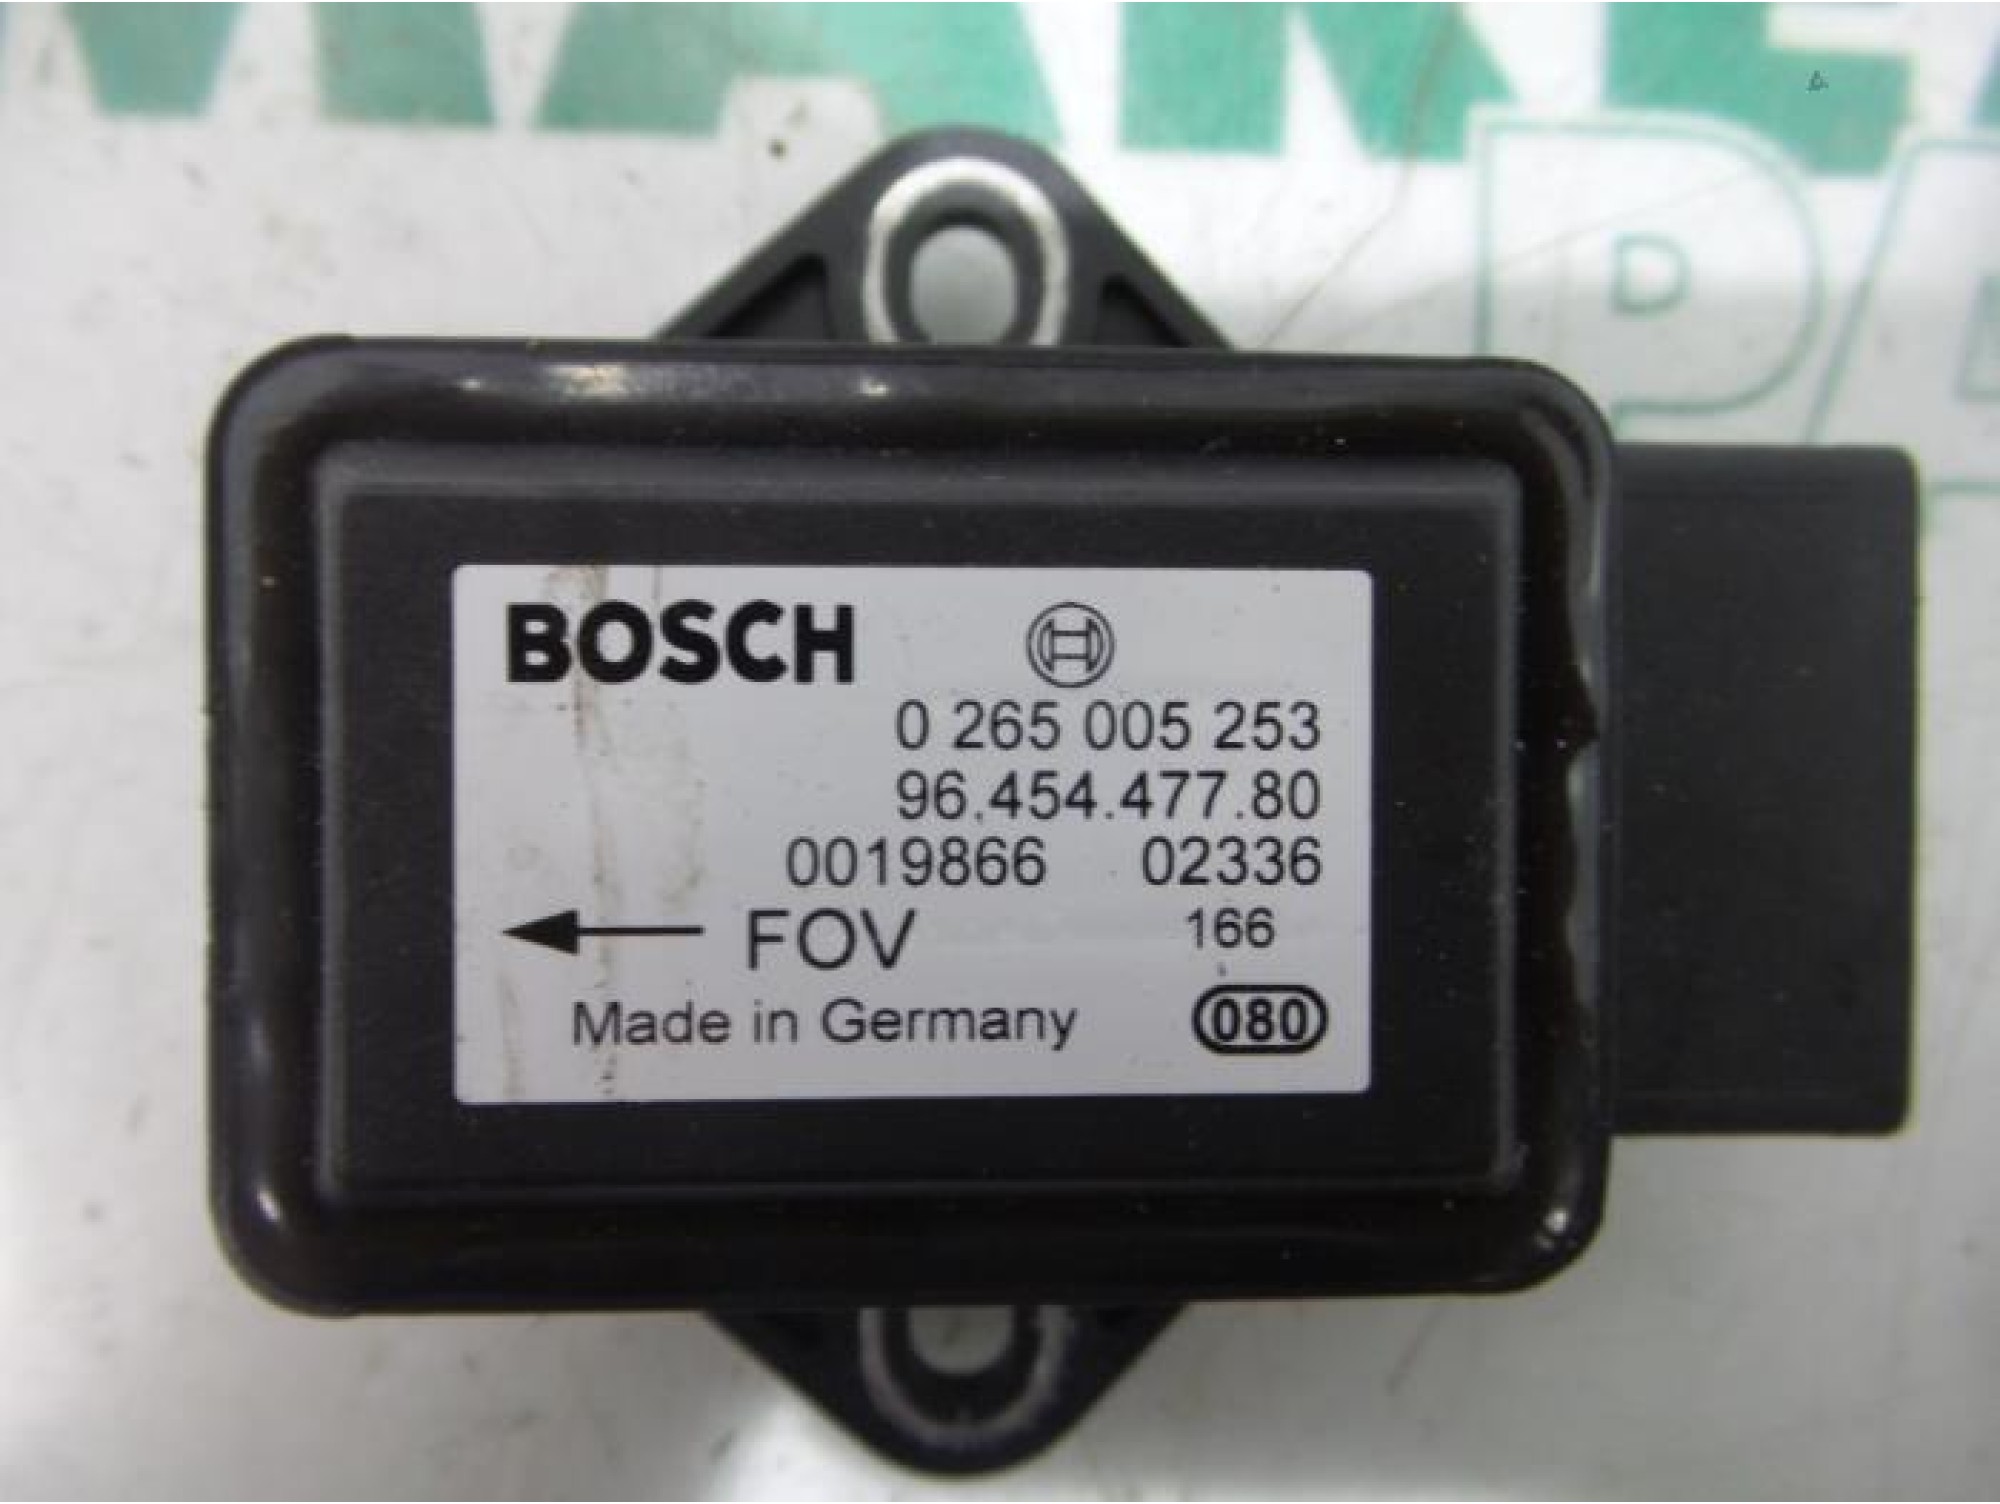 BOSCH
0 265 005 253
96.454.477.80
0019866 02336
FOV 166
Made in Germany 080